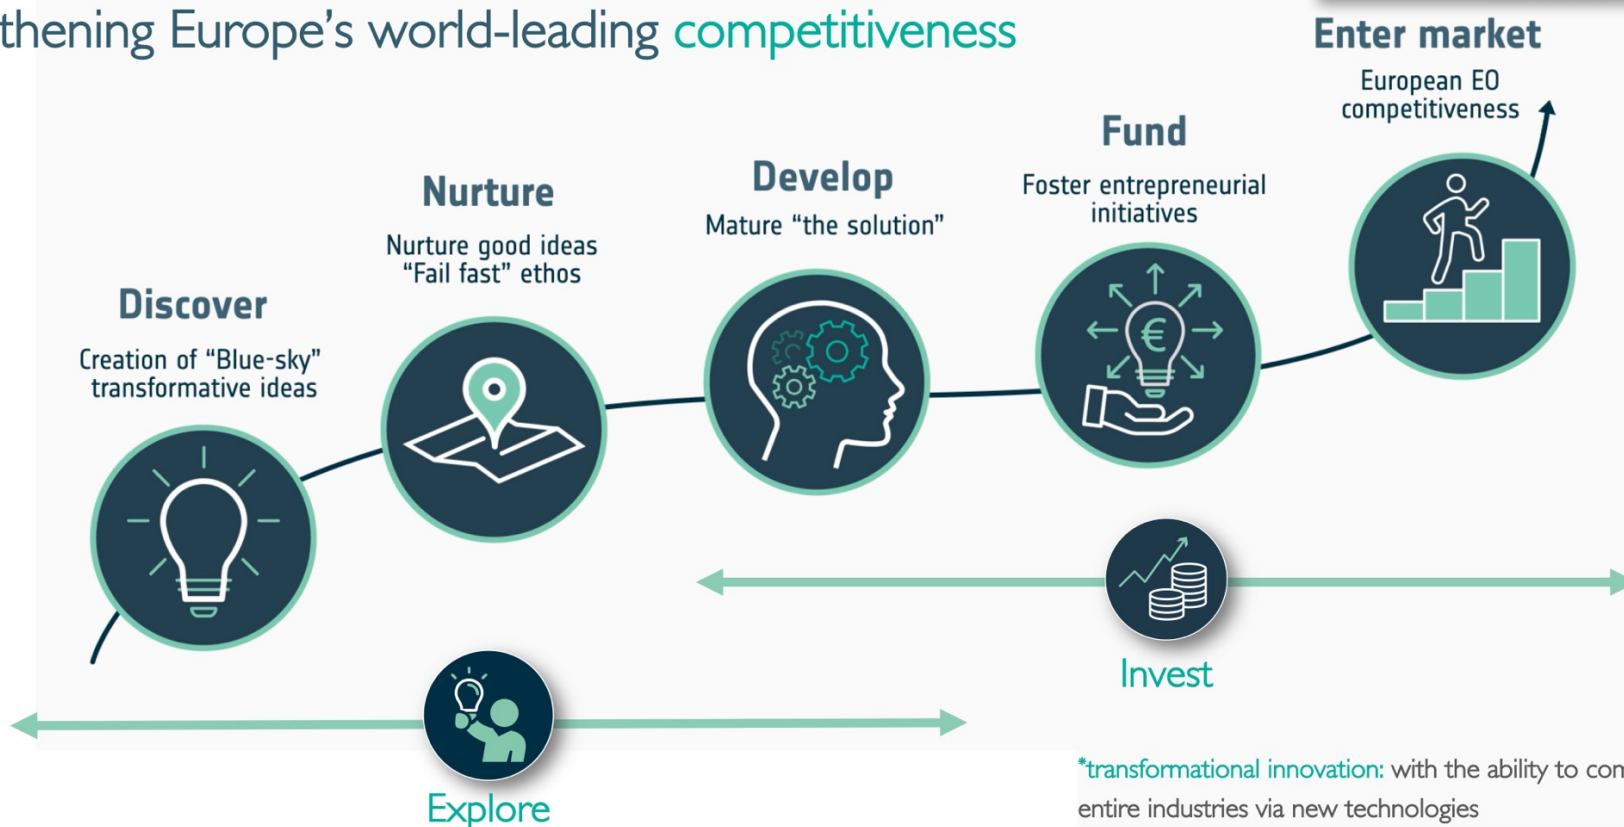 thening Europe's world-leading competitiveness
Enter market
European EO
competitiveness
Fund
Foster entrepreneurial
initiatives
Develop
Mature “the solution”
Nurture
Nurture good ideas
“Fail fast” ethos
Discover
Creation of “Blue-sky”
transformative ideas
€
Invest
Explore
*transformational innovation: with the ability to com
entire industries via new technologies